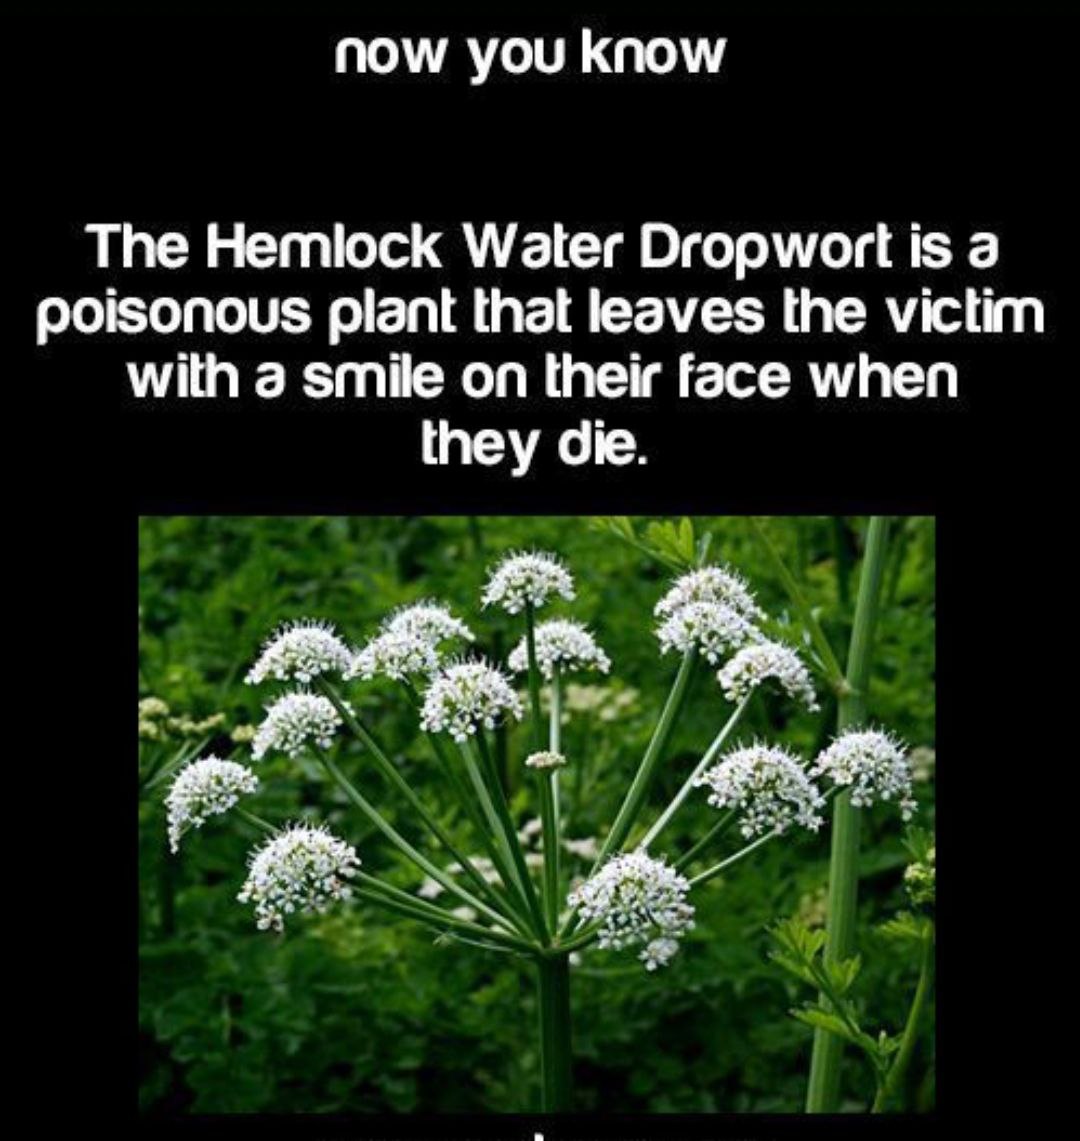 now you know
The Hemlock Water Dropwort is a
poisonous plant that leaves the victim
with a smile on their face when
they die.